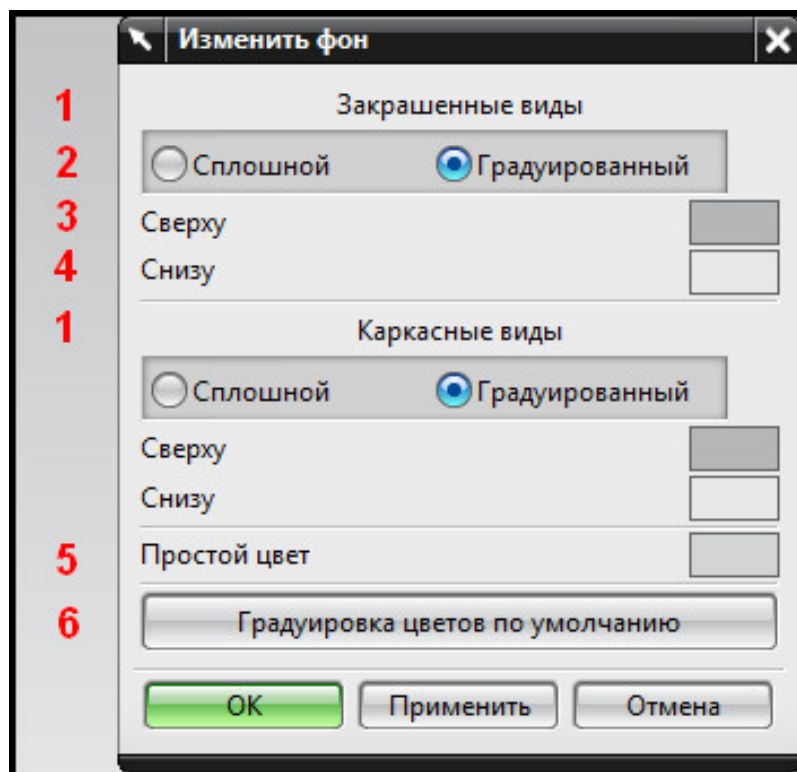 Изменить фон
1 Закрашенные виды
2 Сплошной Градуированный
3 Сверху
4 Снизу
1 Каркасные виды
Сплошной Градуированный
Сверху
Снизу
5 Простой цвет
6 Градуировка цветов по умолчанию
OK Применить Отмена